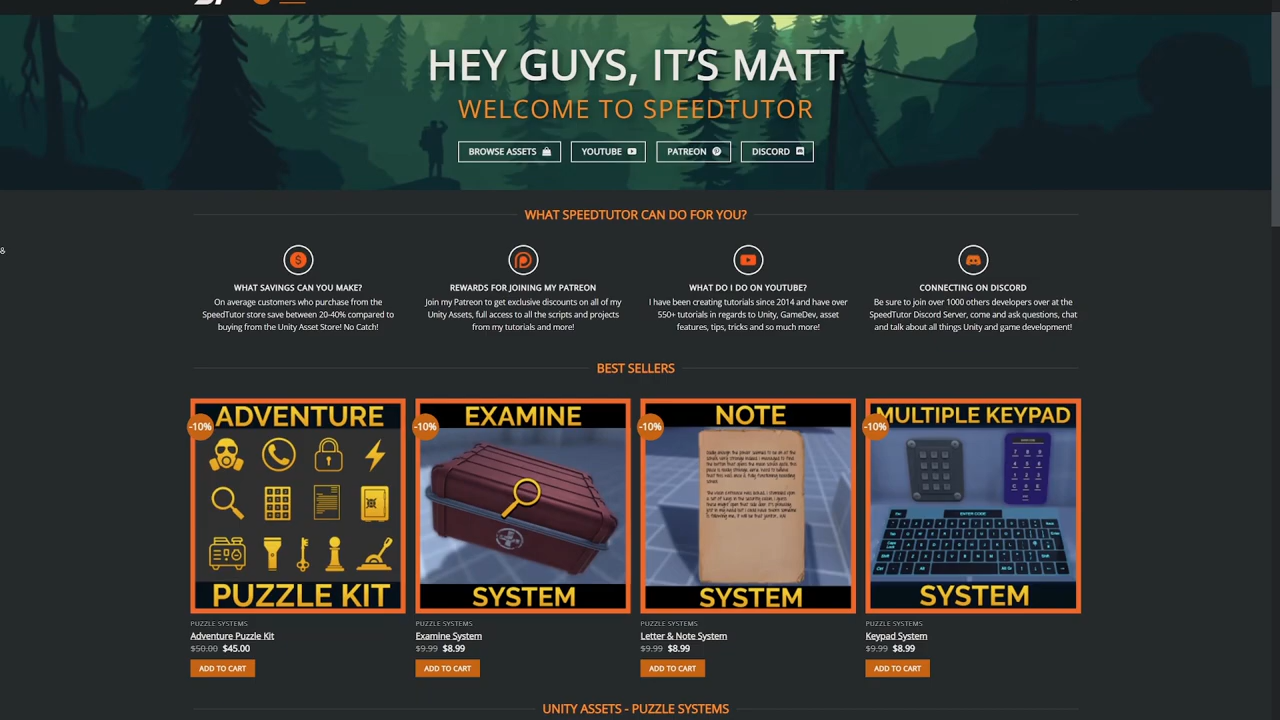 HEY GUYS, IT'S MATT
WELCOME TO SPEEDTUTOR
BROWSE ASSETS YOUTUBE PATREON DISCORD
WHAT SPEEDTUTOR CAN DO FOR YOU?
WHAT SAVINGS CAN YOU MAKE?
On average customers who purchase from the
SpeedTutor store save between 20-40% compared to
buying from the Unity Asset Store! No Catch!
REWARDS FOR JOINING MY PATREON
Join my Patreon to get exclusive discounts on all of my
Unity Assets, full access to all the scripts and projects
from my tutorials and more!
WHAT DO I DO ON YOUTUBE?
I have been creating tutorials since 2014 and have over
550+ tutorials in regards to Unity, GameDev, asset
features, tips, tricks and so much more!
CONNECTING ON DISCORD
Be sure to join over 1000 others developers over at the
SpeedTutor Discord Server, come and ask questions, chat
and talk about all things Unity and game development!
BEST SELLERS
-10%
ADVENTURE
PUZZLE KIT
PUZZLE SYSTEMS
Adventure Puzzle Kit
$50.00 $45.00
ADD TO CART
-10%
EXAMINE
SYSTEM
PUZZLE SYSTEMS
Examine System
$9.99 $8.99
ADD TO CART
-10%
NOTE
SYSTEM
PUZZLE SYSTEMS
Letter & Note System
$9.99 $8.99
ADD TO CART
-10%
MULTIPLE KEYPAD
ENTER CODE
SYSTEM
PUZZLE SYSTEMS
Keypad System
$9.99 $8.99
ADD TO CART
UNITY ASSETS - PUZZLE SYSTEMS